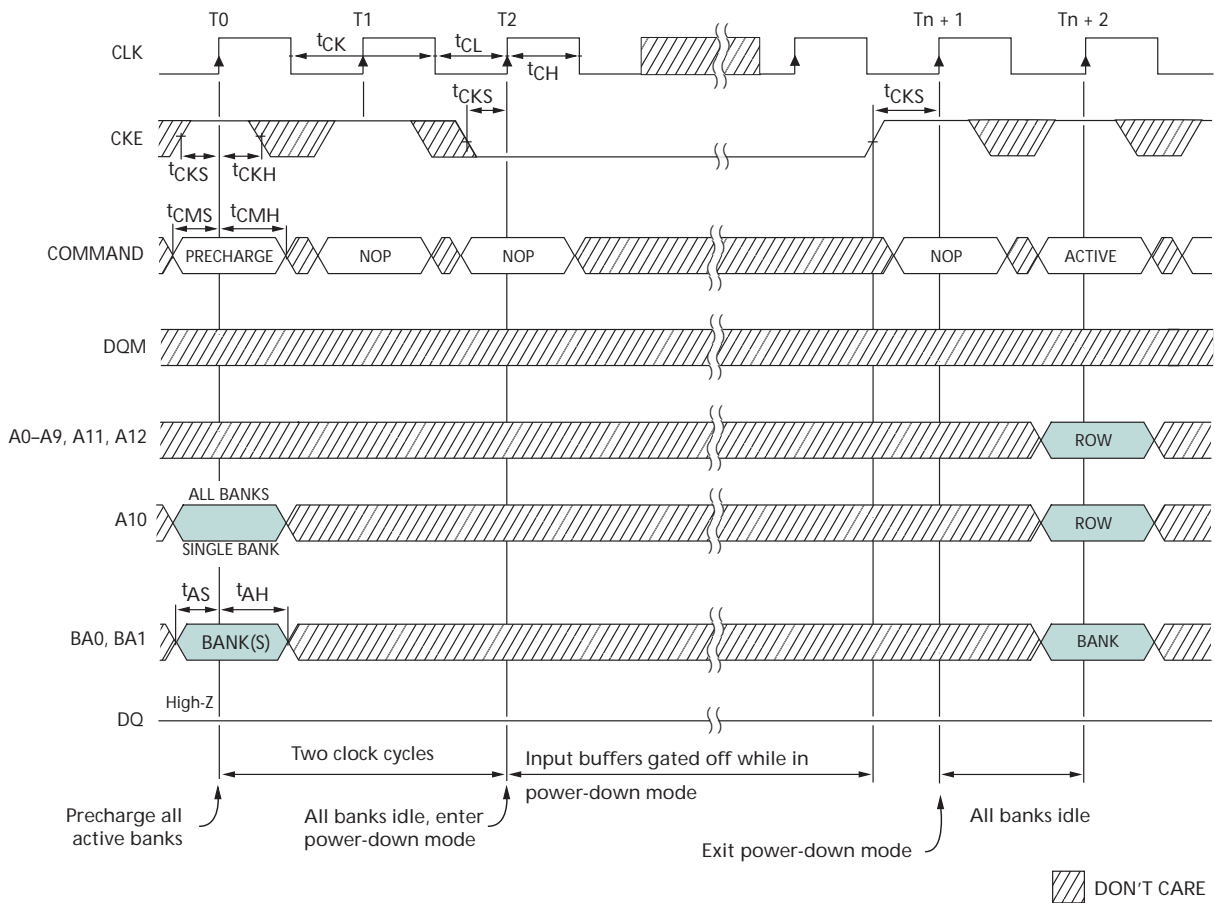 T0 T1 T2 Tn + 1 Tn + 2
CLK
tCK tCL tCH
tCKS tCKS
CKE
tCKS tCKH
tCMS tCMH
COMMAND PRECHARGE NOP NOP NOP ACTIVE
DQM
A0–A9, A11, A12 ROW
ALL BANKS
A10 ROW
SINGLE BANK
tAS tAH
BA0, BA1 BANK(S) BANK
High-Z
DQ
Two clock cycles
Input buffers gated off while in
power-down mode
Precharge all
active banks
All banks idle, enter
power-down mode
All banks idle
Exit power-down mode
DON'T CARE